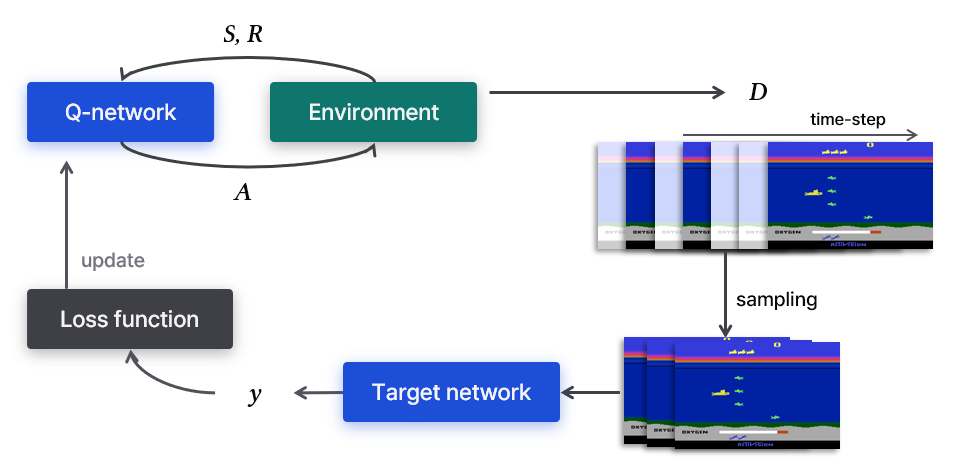 S, R
Q-network
Environment
D
time-step
A
OXYGEN
ACTIVISION
update
sampling
Loss function
OXYGEN
ACTIVISION
Target network
y